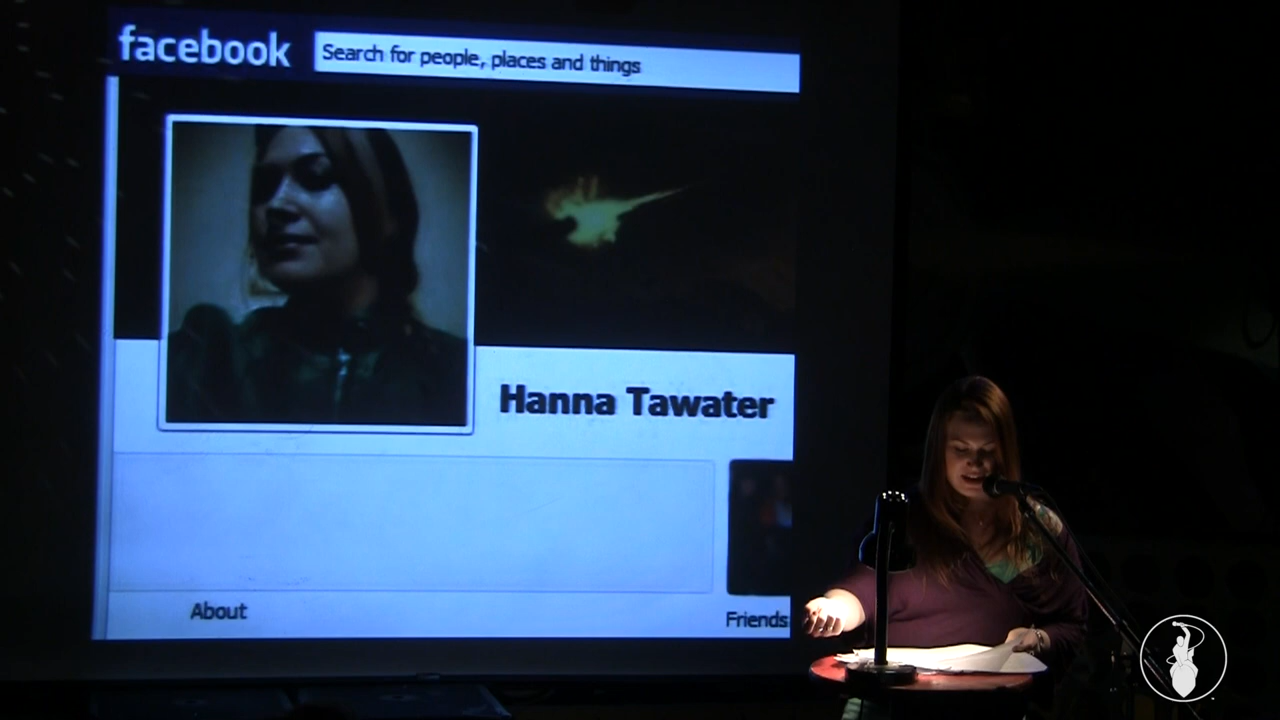 facebook
Search for people, places and things
Hanna Tawater
About
Friends